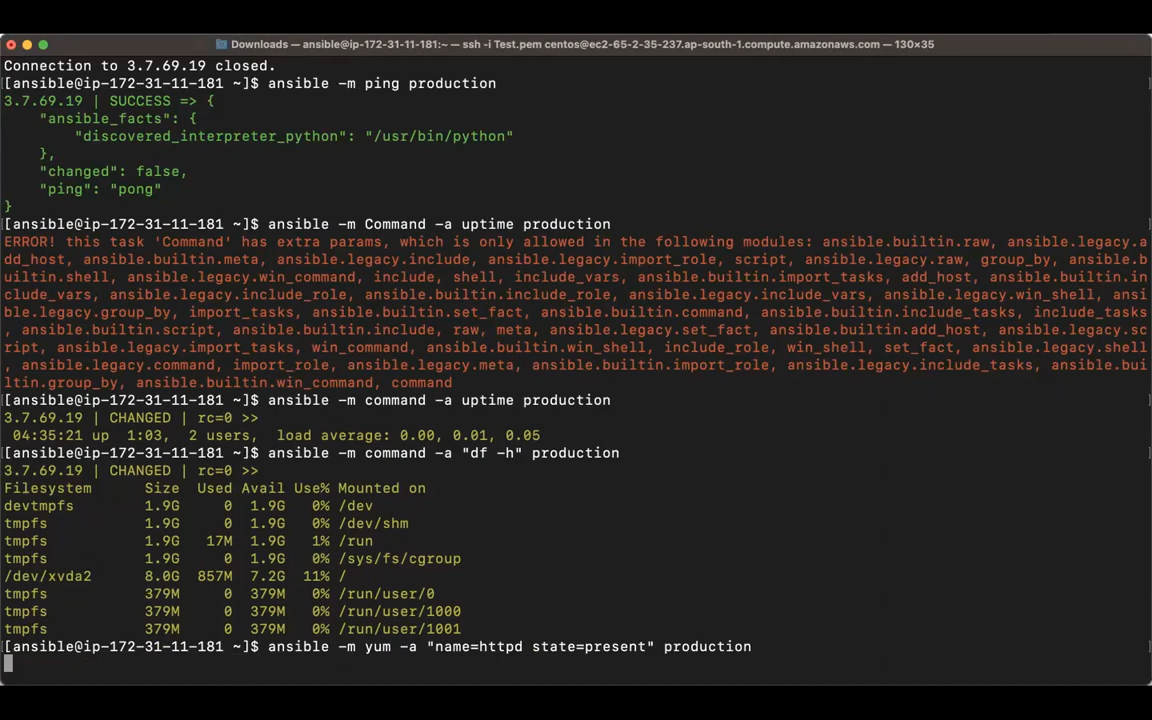 Downloads — ansible@ip-172-31-11-181:~ — ssh -i Test.pem centos@ec2-65-2-35-237.ap-south-1.compute.amazonaws.com — 130×35
Connection to 3.7.69.19 closed.
[ansible@ip-172-31-11-181 ~]$ ansible -m ping production
3.7.69.19 | SUCCESS => {
    "ansible_facts": {
        "discovered_interpreter_python": "/usr/bin/python"
    },
    "changed": false,
    "ping": "pong"
}
[ansible@ip-172-31-11-181 ~]$ ansible -m Command -a uptime production
ERROR! this task 'Command' has extra params, which is only allowed in the following modules: ansible.builtin.raw, ansible.legacy.a
dd_host, ansible.builtin.meta, ansible.legacy.include, ansible.legacy.import_role, script, ansible.legacy.raw, group_by, ansible.b
uiltin.shell, ansible.legacy.win_command, include, shell, include_vars, ansible.builtin.import_tasks, add_host, ansible.builtin.in
clude_vars, ansible.legacy.include_role, ansible.builtin.include_role, ansible.legacy.include_vars, ansible.legacy.win_shell, ansi
ble.legacy.group_by, import_tasks, ansible.builtin.set_fact, ansible.builtin.command, ansible.builtin.include_tasks, include_tasks
, ansible.builtin.script, ansible.builtin.include, raw, meta, ansible.legacy.set_fact, ansible.builtin.add_host, ansible.legacy.sc
ript, ansible.legacy.import_tasks, win_command, ansible.builtin.win_shell, include_role, win_shell, set_fact, ansible.legacy.shell
, ansible.legacy.command, import_role, ansible.legacy.meta, ansible.builtin.import_role, ansible.legacy.include_tasks, ansible.bui
ltin.group_by, ansible.builtin.win_command, command
[ansible@ip-172-31-11-181 ~]$ ansible -m command -a uptime production
3.7.69.19 | CHANGED | rc=0 >>
 04:35:21 up  1:03,  2 users,  load average: 0.00, 0.01, 0.05
[ansible@ip-172-31-11-181 ~]$ ansible -m command -a "df -h" production
3.7.69.19 | CHANGED | rc=0 >>
Filesystem      Size  Used Avail Use% Mounted on
devtmpfs        1.9G     0  1.9G   0% /dev
tmpfs           1.9G     0  1.9G   0% /dev/shm
tmpfs           1.9G   17M  1.9G   1% /run
tmpfs           1.9G     0  1.9G   0% /sys/fs/cgroup
/dev/xvda2      8.0G  857M  7.2G  11% /
tmpfs           379M     0  379M   0% /run/user/0
tmpfs           379M     0  379M   0% /run/user/1000
tmpfs           379M     0  379M   0% /run/user/1001
[ansible@ip-172-31-11-181 ~]$ ansible -m yum -a "name=httpd state=present" production